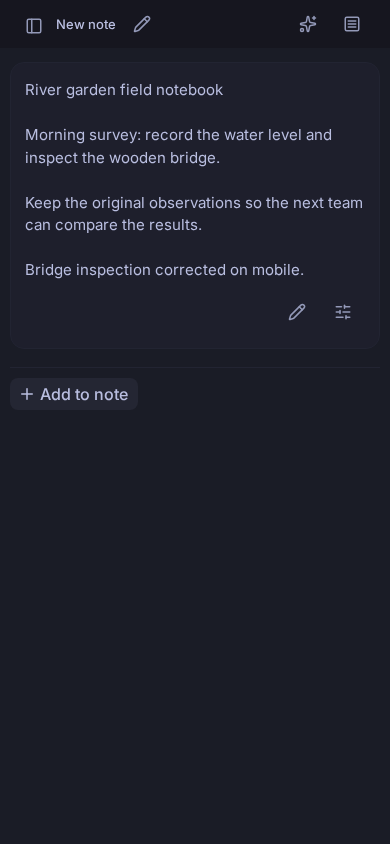 New note
River garden field notebook
Morning survey: record the water level and
inspect the wooden bridge.
Keep the original observations so the next team
can compare the results.
Bridge inspection corrected on mobile.
Add to note